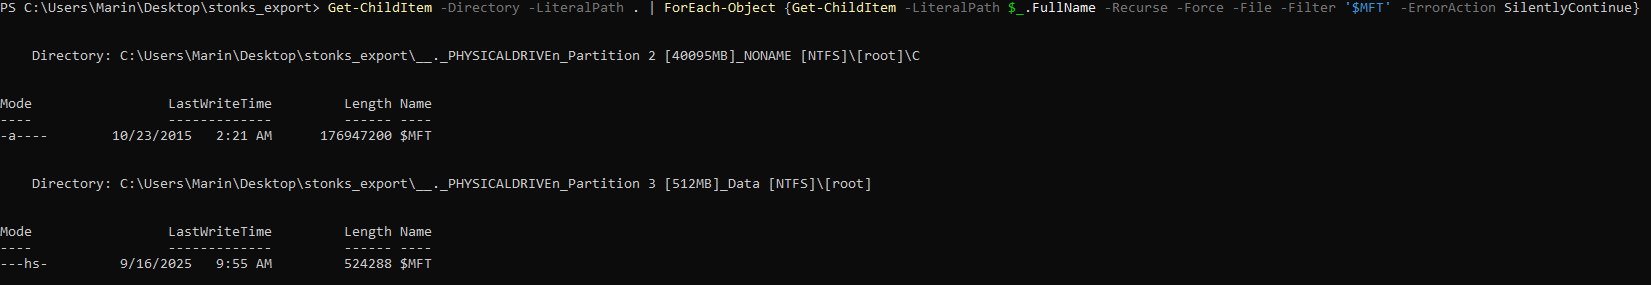 PS C:\Users\Marin\Desktop\stonks_export> Get-ChildItem -Directory -LiteralPath . | ForEach-Object {Get-ChildItem -LiteralPath $_.FullName -Recurse -Force -File -Filter '$MFT' -ErrorAction SilentlyContinue}
Directory: C:\Users\Marin\Desktop\stonks_export\__._PHYSICALDRIVEn_Partition 2 [40095MB]_NONAME [NTFS]\[root]\C
Mode LastWriteTime Length Name
---- ------------- ------ ----
-a---- 10/23/2015 2:21 AM 176947200 $MFT
Directory: C:\Users\Marin\Desktop\stonks_export\__._PHYSICALDRIVEn_Partition 3 [512MB]_Data [NTFS]\[root]
Mode LastWriteTime Length Name
---- ------------- ------ ----
---hs- 9/16/2025 9:55 AM 524288 $MFT